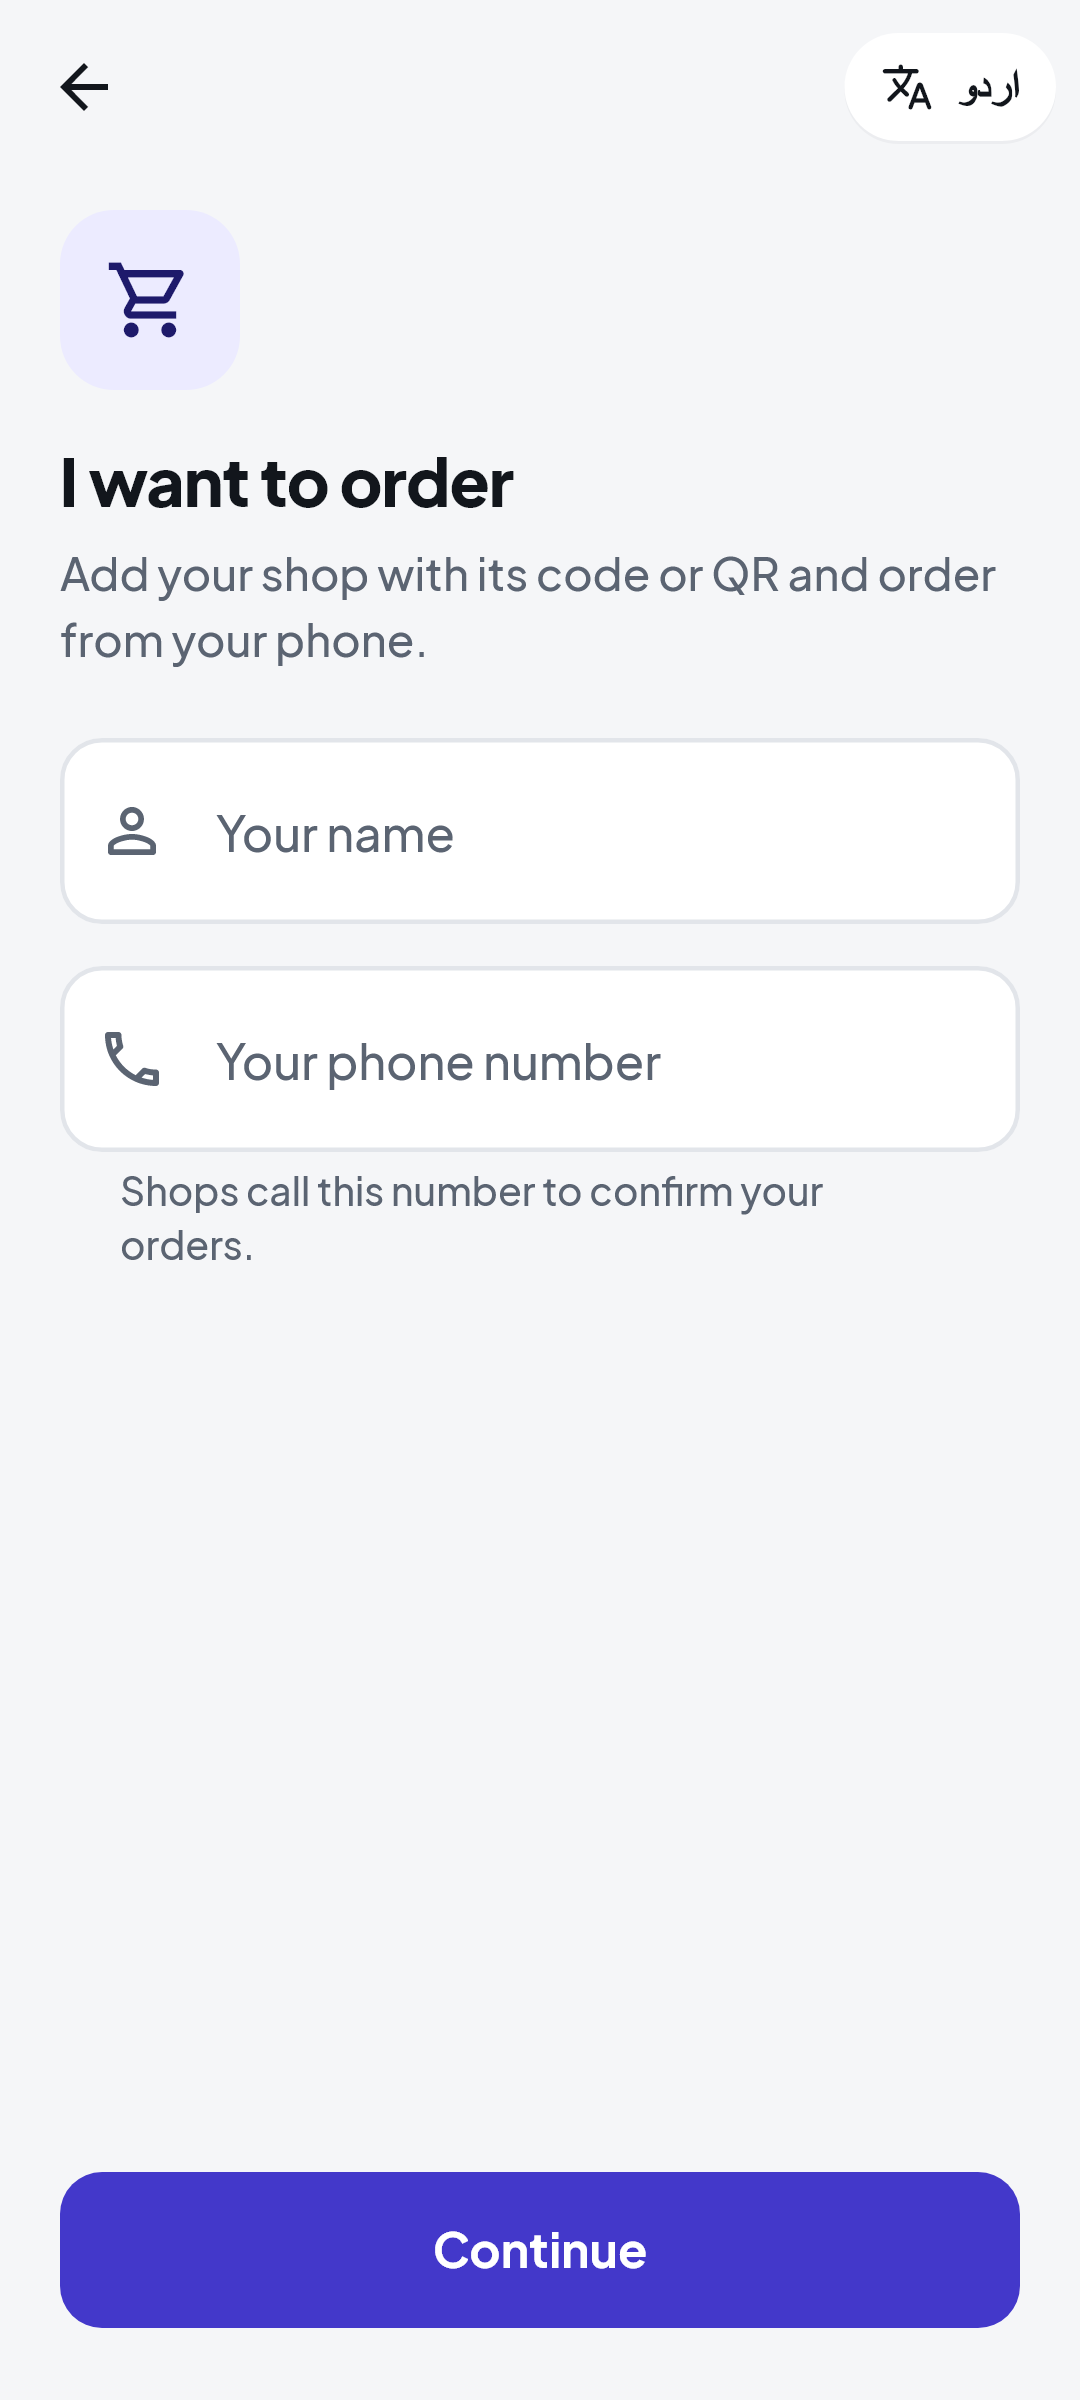 اردو
I want to order
Add your shop with its code or QR and order
from your phone.
Your name
Your phone number
Shops call this number to confirm your
orders.
Continue